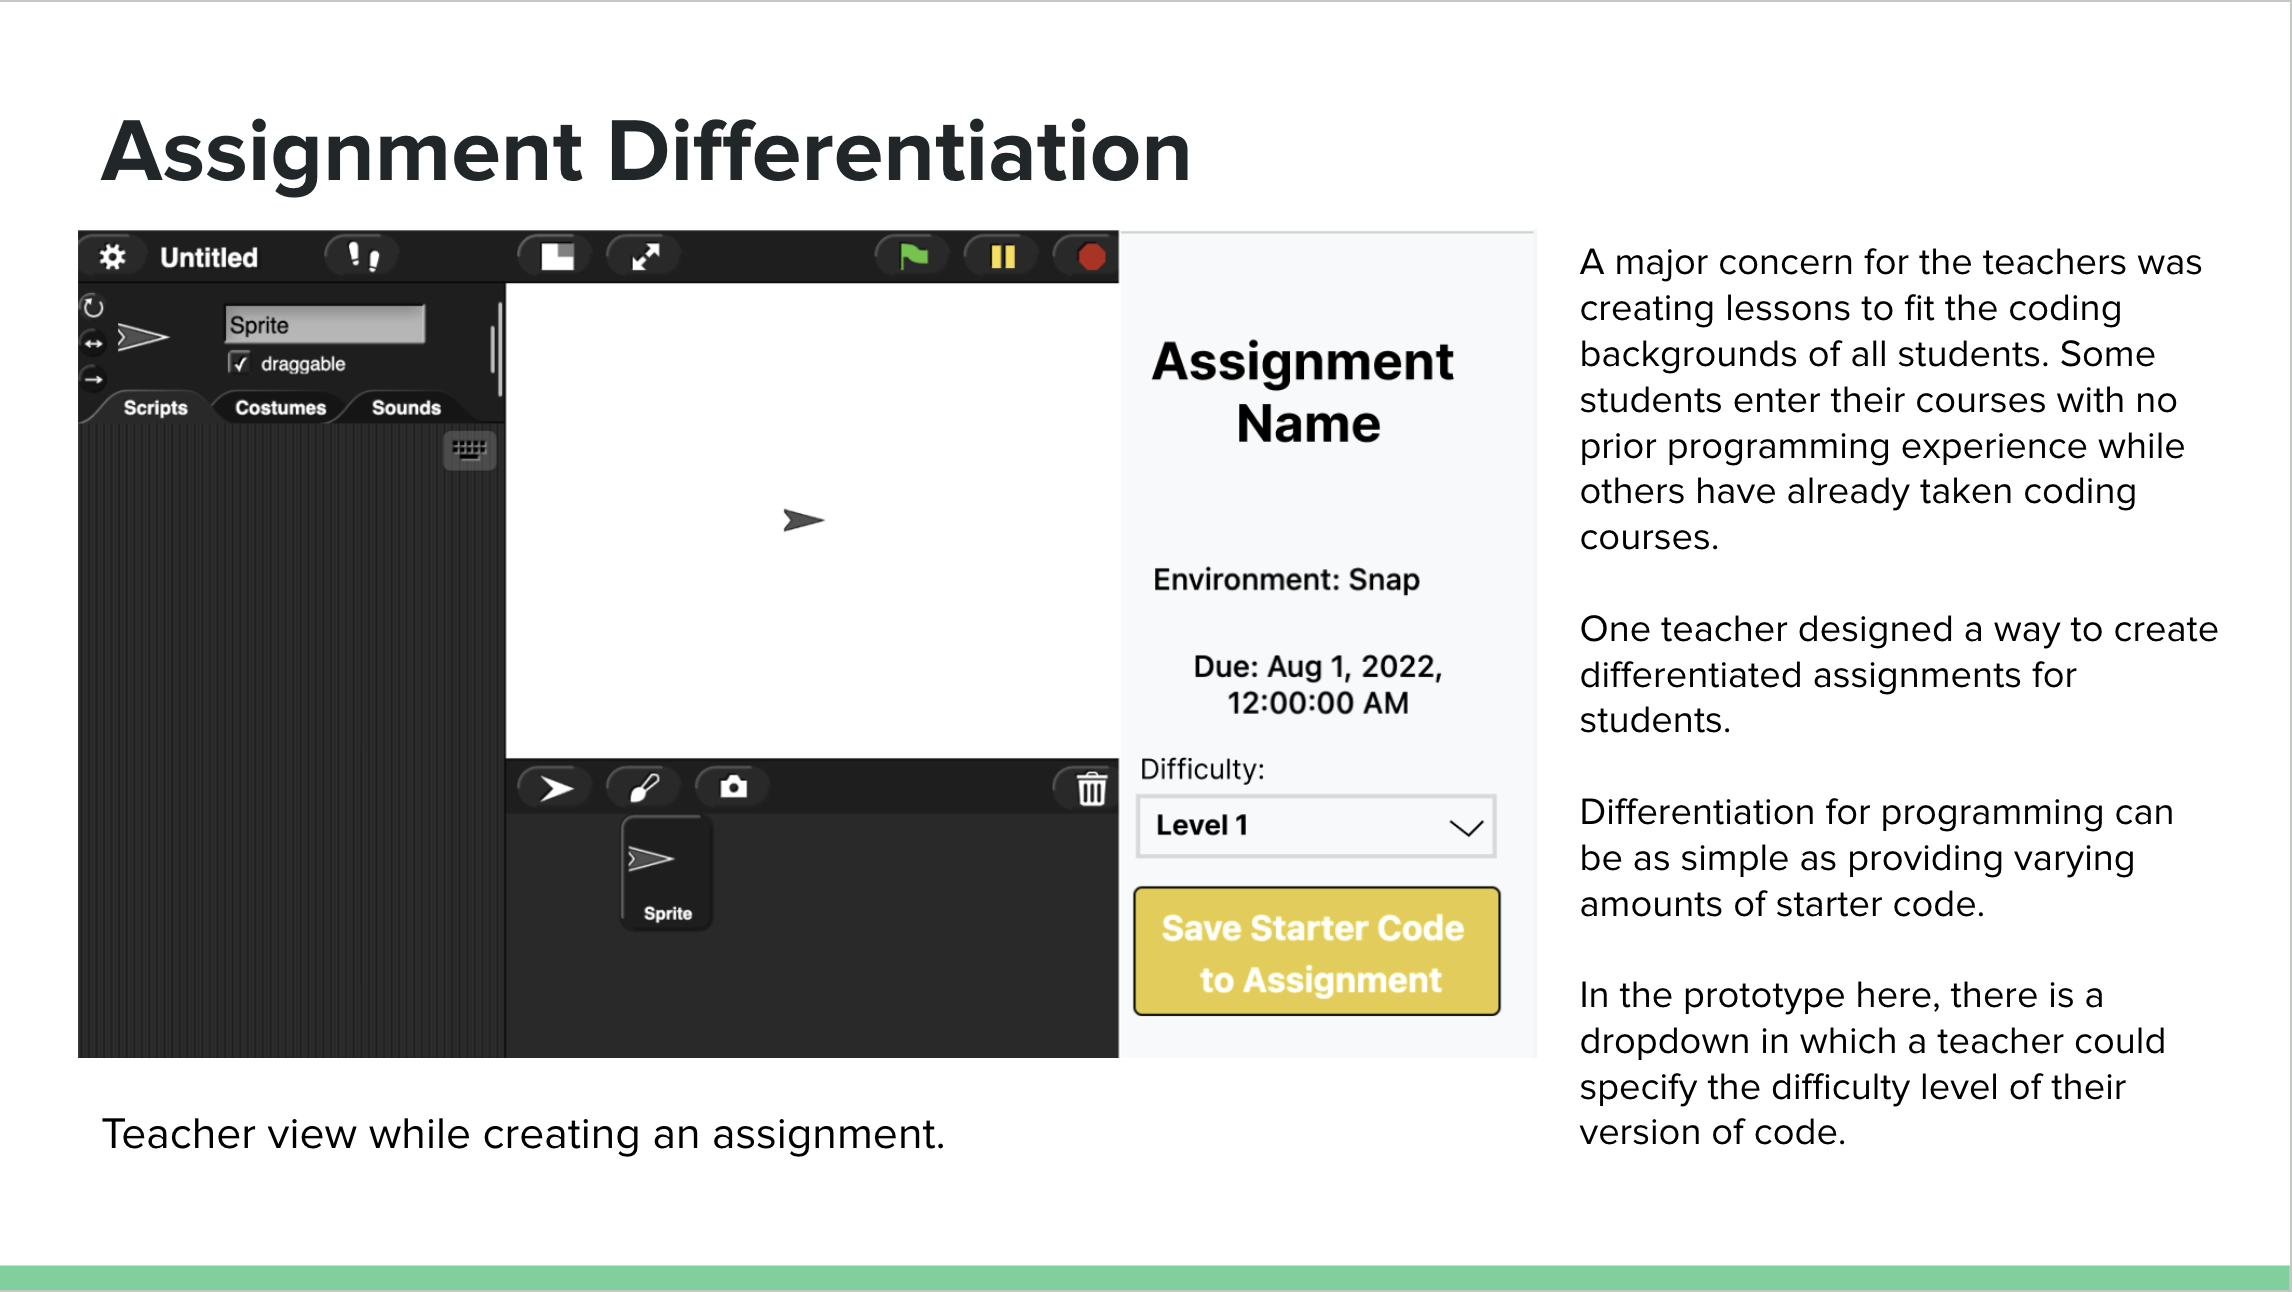 Assignment Differentiation
Untitled
Sprite
draggable
Scripts Costumes Sounds
Sprite
Assignment
Name
Environment: Snap
Due: Aug 1, 2022,
12:00:00 AM
Difficulty:
Level 1
Save Starter Code
to Assignment
Teacher view while creating an assignment.
A major concern for the teachers was
creating lessons to fit the coding
backgrounds of all students. Some
students enter their courses with no
prior programming experience while
others have already taken coding
courses.
One teacher designed a way to create
differentiated assignments for
students.
Differentiation for programming can
be as simple as providing varying
amounts of starter code.
In the prototype here, there is a
dropdown in which a teacher could
specify the difficulty level of their
version of code.